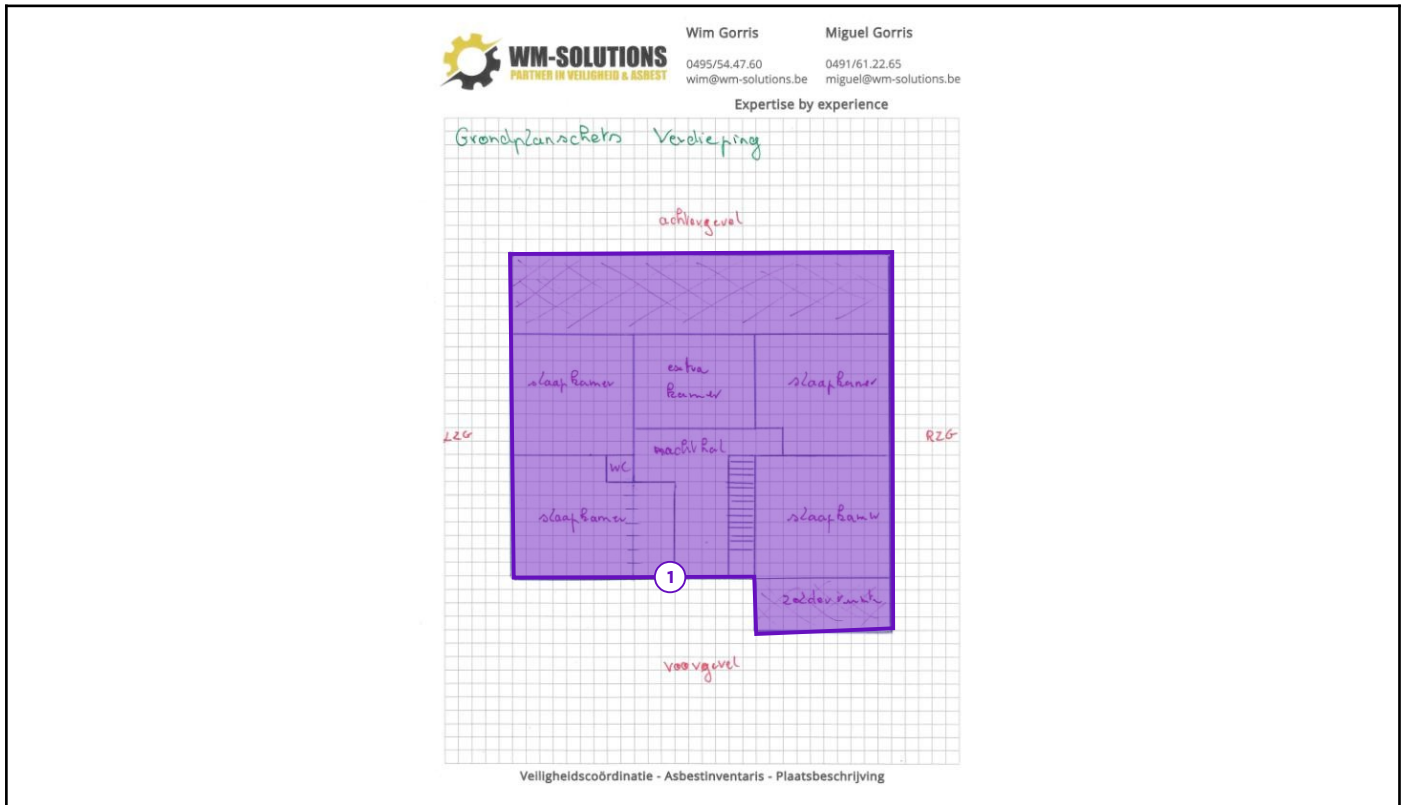 WM-SOLUTIONS
PARTNER IN VEILIGHEID & ASBEST
Wim Gorris
0495/54.47.60
wim@wm-solutions.be
Miguel Gorris
0491/61.22.65
miguel@wm-solutions.be
Expertise by experience
Grondplanschets Verdieping
achtergevel
slaapkamer
extra
kamer
slaapkamer
LZG
RZG
nachthal
WC
slaapkamer
slaapkamer
1
zolderruimte
voorgevel
Veiligheidscoördinatie - Asbestinventaris - Plaatsbeschrijving